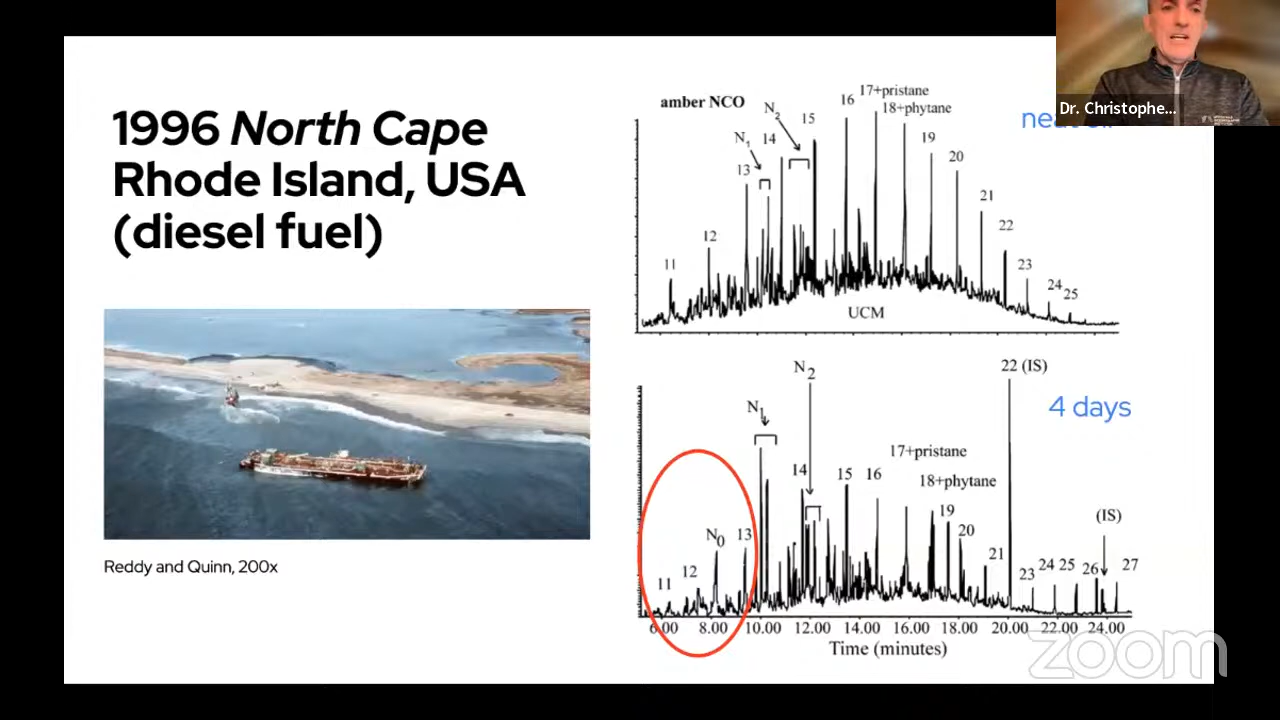 1996 North Cape
Rhode Island, USA
(diesel fuel)
Reddy and Quinn, 200x
amber NCO
11
12
13
N1
14
N2
15
16
17+pristane
18+phytane
19
20
21
22
23
24
25
UCM
11
12
N0
13
N1
14
N2
15
16
17+pristane
18+phytane
19
20
21
22 (IS)
23
24
25
26
(IS)
27
4 days
6.00 8.00 10.00 12.00 14.00 16.00 18.00 20.00 22.00 24.00
Time (minutes)
Dr. Christophe...
zoom